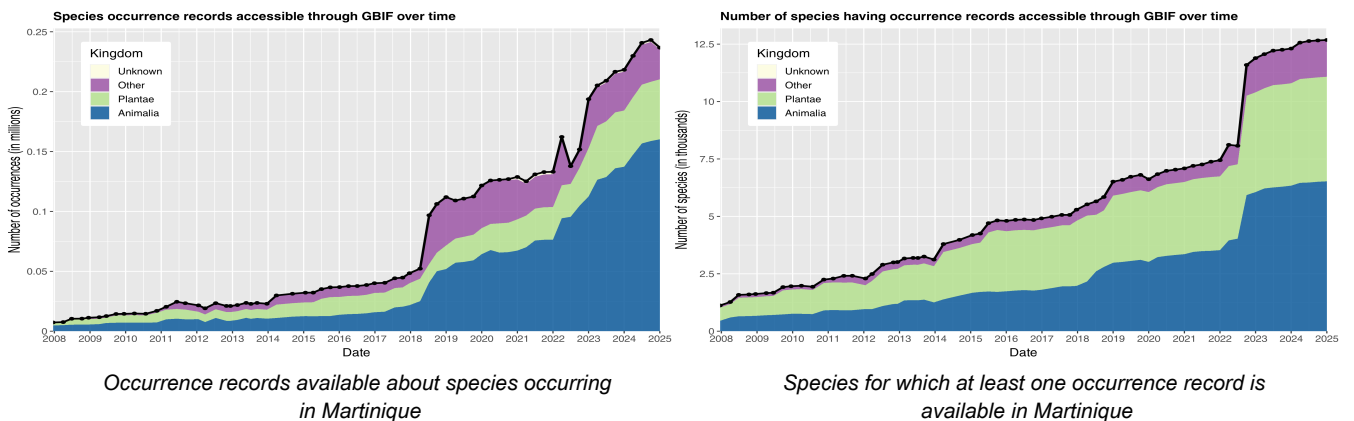 Species occurrence records accessible through GBIF over time
Number of occurrences (in millions)
0.25
0.2
0.15
0.1
0.05
0
Kingdom
Unknown
Other
Plantae
Animalia
2008 2009 2010 2011 2012 2013 2014 2015 2016 2017 2018 2019 2020 2021 2022 2023 2024 2025
Date
Occurrence records available about species occurring
in Martinique
Number of species having occurrence records accessible through GBIF over time
Number of species (in thousands)
12.5
10
7.5
5
2.5
0
Kingdom
Unknown
Other
Plantae
Animalia
2008 2009 2010 2011 2012 2013 2014 2015 2016 2017 2018 2019 2020 2021 2022 2023 2024 2025
Date
Species for which at least one occurrence record is
available in Martinique